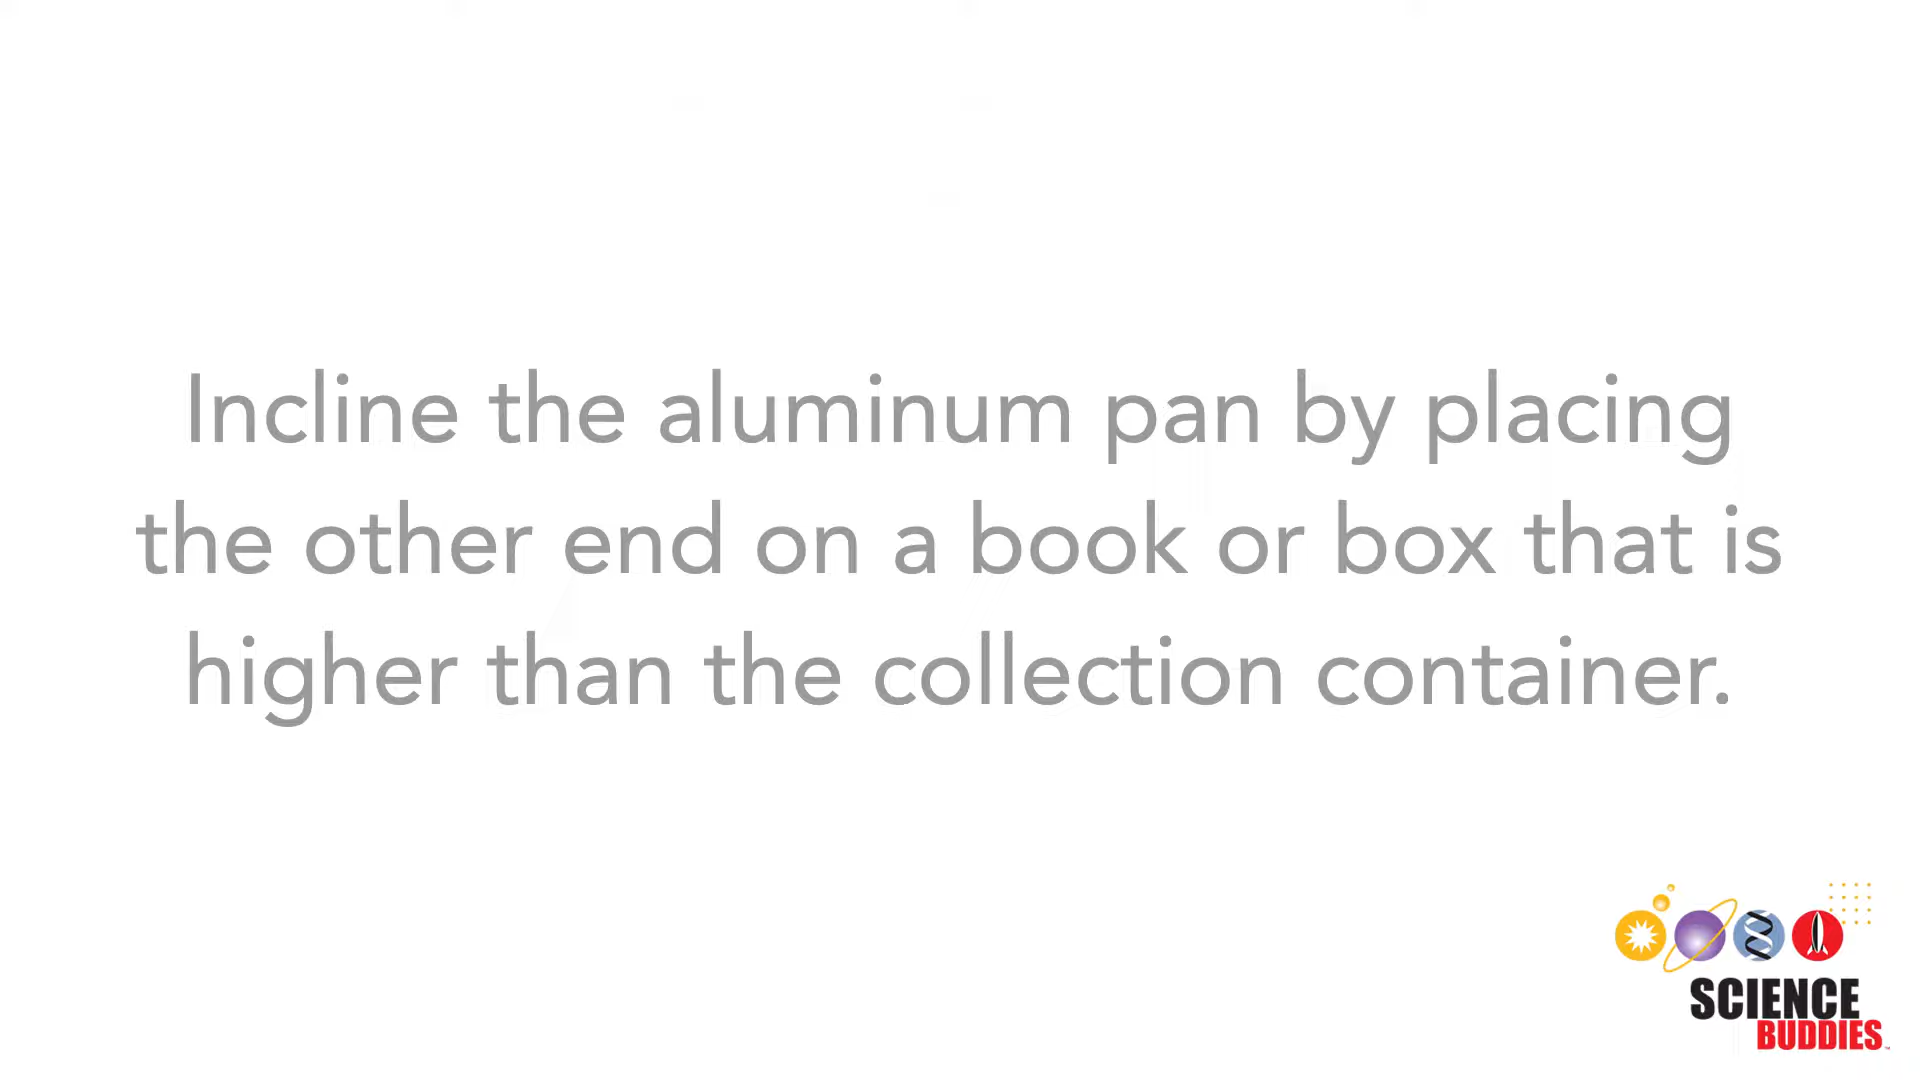 Incline the aluminum pan by placing
the other end on a book or box that is
higher than the collection container.
SCIENCE
BUDDIES